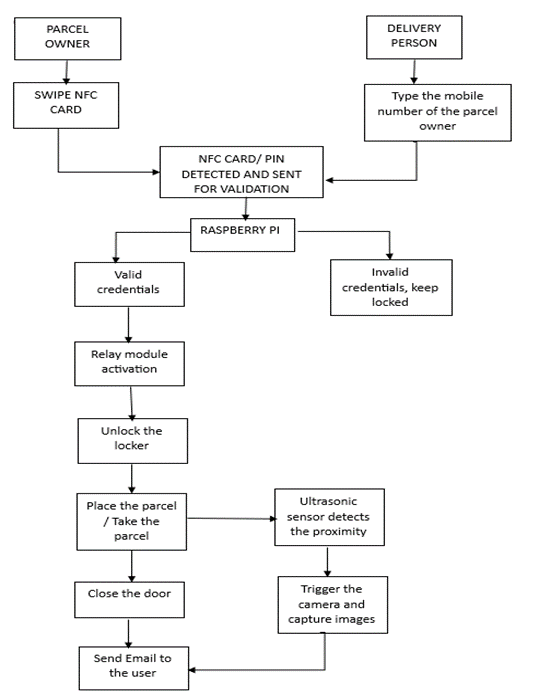 PARCEL
OWNER
DELIVERY
PERSON
SWIPE NFC
CARD
Type the mobile
number of the parcel
owner
NFC CARD/ PIN
DETECTED AND SENT
FOR VALIDATION
RASPBERRY PI
Valid
credentials
Invalid
credentials, keep
locked
Relay module
activation
Unlock the
locker
Place the parcel
/ Take the
parcel
Ultrasonic
sensor detects
the proximity
Close the door
Trigger the
camera and
capture images
Send Email to
the user